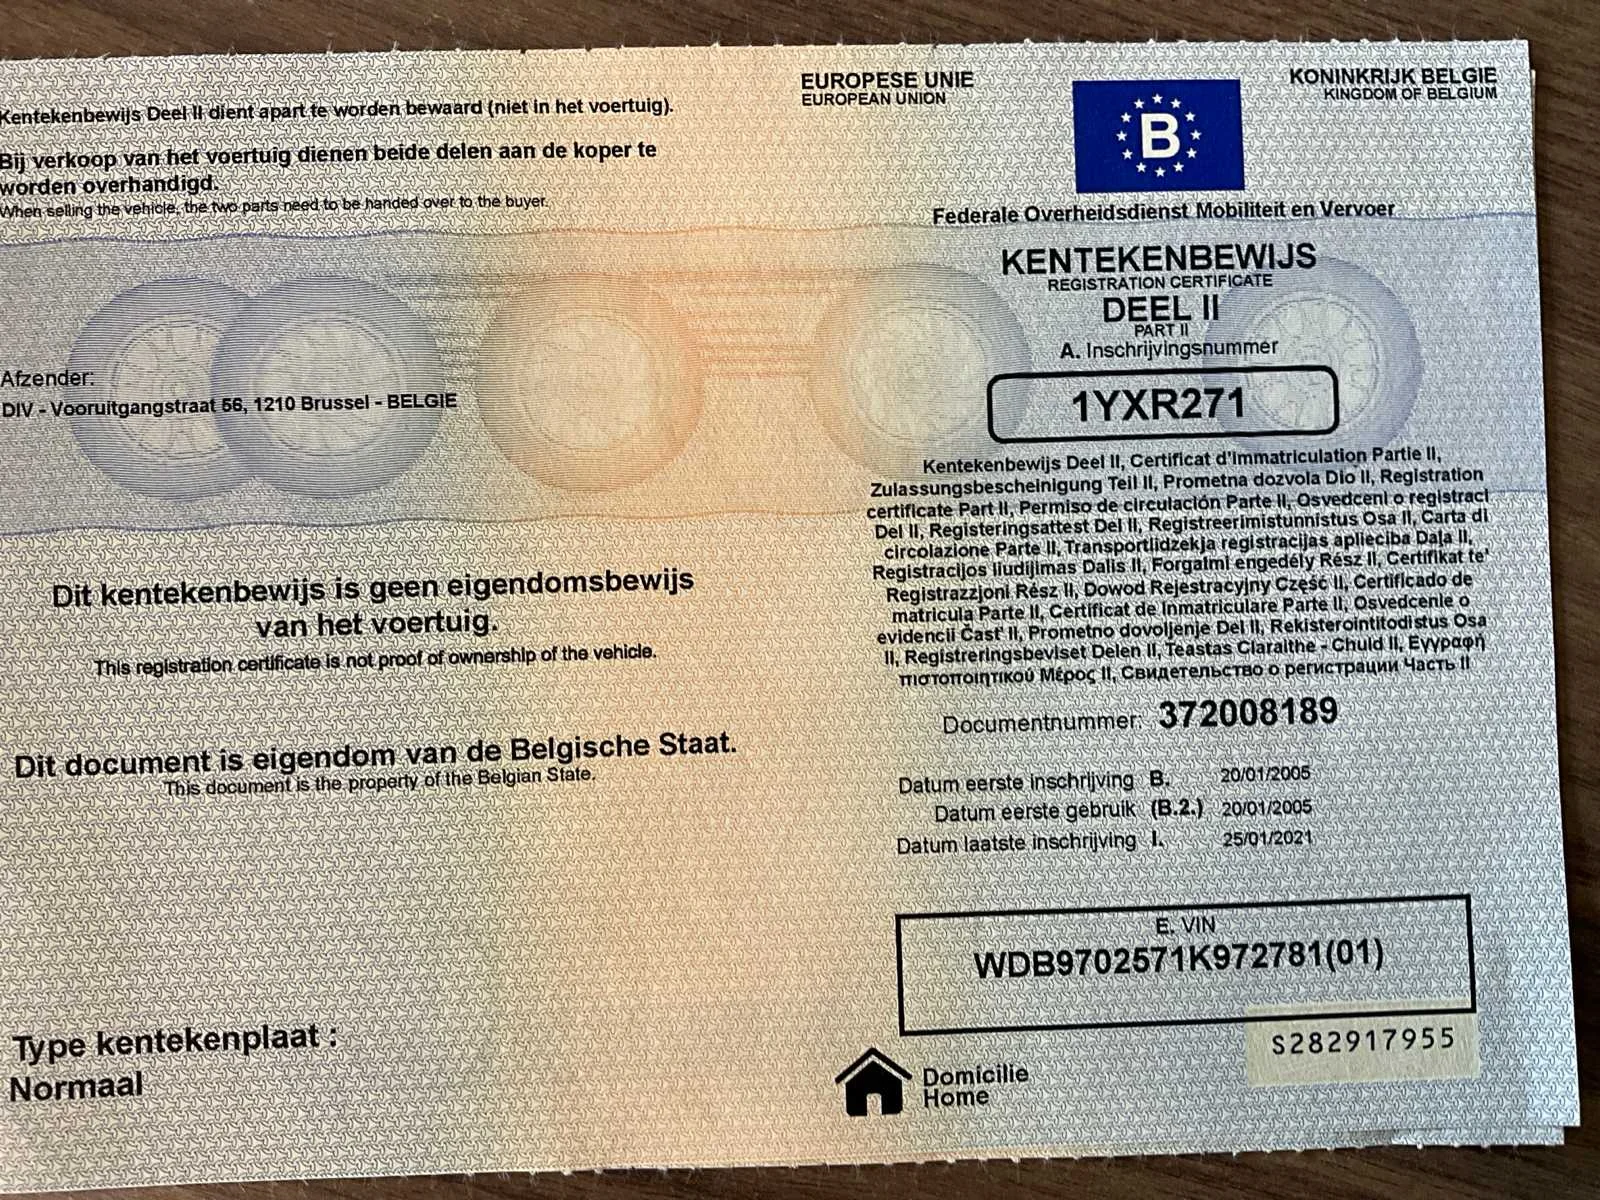 Kentekenbewijs Deel II dient apart te worden bewaard (niet in het voertuig).
Bij verkoop van het voertuig dienen beide delen aan de koper te
worden overhandigd.
When selling the vehicle, the two parts need to be handed over to the buyer.
Afzender:
DIV - Vooruitgangstraat 56, 1210 Brussel - BELGIE
Dit kentekenbewijs is geen eigendomsbewijs
van het voertuig.
This registration certificate is not proof of ownership of the vehicle.
Dit document is eigendom van de Belgische Staat.
This document is the property of the Belgian State.
Type kentekenplaat :
Normaal
EUROPESE UNIE
EUROPEAN UNION
B
KONINKRIJK BELGIE
KINGDOM OF BELGIUM
Federale Overheidsdienst Mobiliteit en Vervoer
KENTEKENBEWIJS
REGISTRATION CERTIFICATE
DEEL II
PART II
A. Inschrijvingsnummer
1YXR271
Kentekenbewijs Deel II, Certificat d'immatriculation Partie II,
Zulassungsbescheinigung Teil II, Prometna dozvola Dio II, Registration
certificate Part II, Permiso de circulación Parte II, Osvedceni o registraci
Del II, Registeringsattest Del II, Registreerimistunnistus Osa II, Carta di
circolazione Parte II, Transportlidzekja registracijas aplieciba Daļa II,
Registracijos liudijimas Dalis II, Forgalmi engedély Rész II, Certifikat te'
Registrazzjoni Rész II, Dowod Rejestracyjny Część II, Certificado de
matricula Parte II, Certificat de Inmatriculare Parte II, Osvedcenie o
evidencii Čast' II, Prometno dovoljenje Del II, Rekisterointitodistus Osa
II, Registreringsbeviset Delen II, Teastas Claraithe - Chuid II, Εγγραφή
πιστοποιητικού Μέρος II, Свидетельство о регистрации Часть II
Documentnummer: 372008189
Datum eerste inschrijving B. 20/01/2005
Datum eerste gebruik (B.2.) 20/01/2005
Datum laatste inschrijving I. 25/01/2021
E. VIN
WDB9702571K972781(01)
S282917955
Domicilie
Home